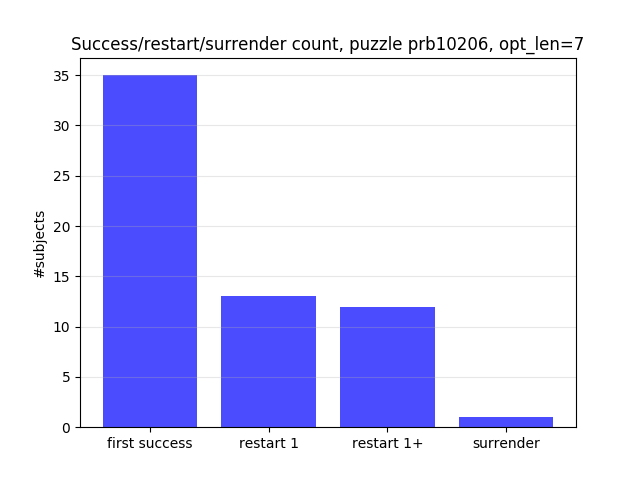 Success/restart/surrender count, puzzle prb10206, opt_len=7
#subjects
35
30
25
20
15
10
5
0
first success restart 1 restart 1+ surrender